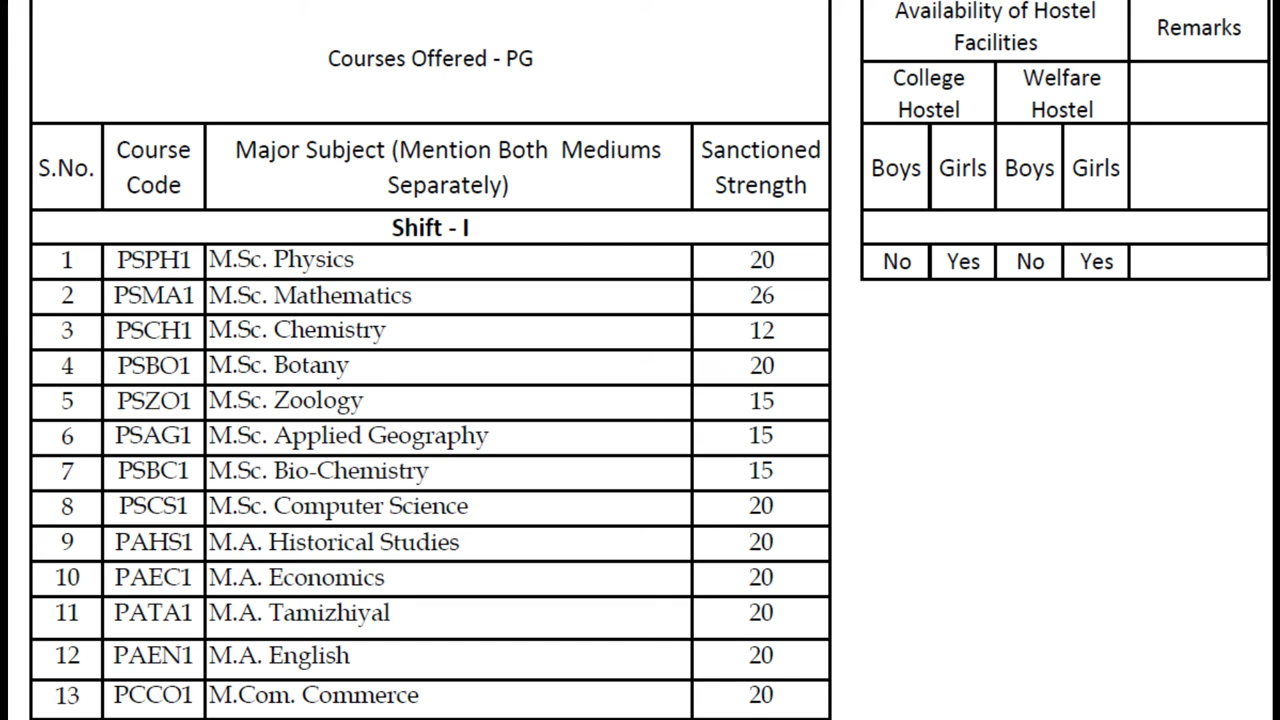 Courses Offered - PG
S.No. Course Code Major Subject (Mention Both Mediums Separately) Sanctioned Strength
Shift - I
1 PSPH1 M.Sc. Physics 20
2 PSMA1 M.Sc. Mathematics 26
3 PSCH1 M.Sc. Chemistry 12
4 PSBO1 M.Sc. Botany 20
5 PSZO1 M.Sc. Zoology 15
6 PSAG1 M.Sc. Applied Geography 15
7 PSBC1 M.Sc. Bio-Chemistry 15
8 PSCS1 M.Sc. Computer Science 20
9 PAHS1 M.A. Historical Studies 20
10 PAEC1 M.A. Economics 20
11 PATA1 M.A. Tamizhiyal 20
12 PAEN1 M.A. English 20
13 PCCO1 M.Com. Commerce 20
Availability of Hostel
Facilities
Remarks
College Hostel Welfare Hostel
Boys Girls Boys Girls
No Yes No Yes